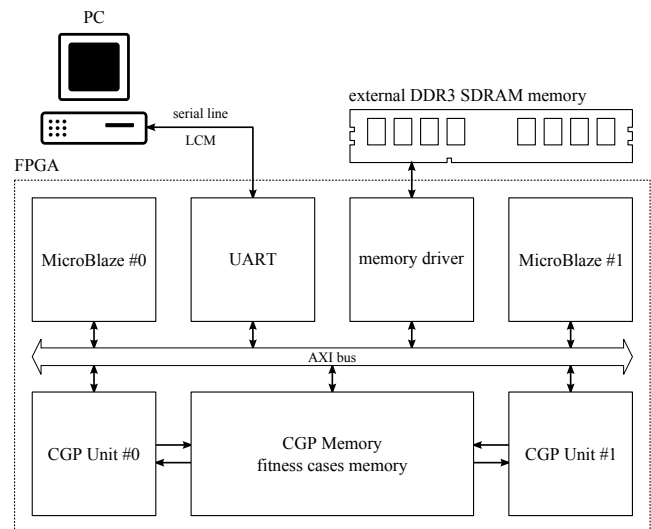 PC
serial line
LCM
external DDR3 SDRAM memory
FPGA
MicroBlaze #0
UART
memory driver
MicroBlaze #1
AXI bus
CGP Unit #0
CGP Memory
fitness cases memory
CGP Unit #1